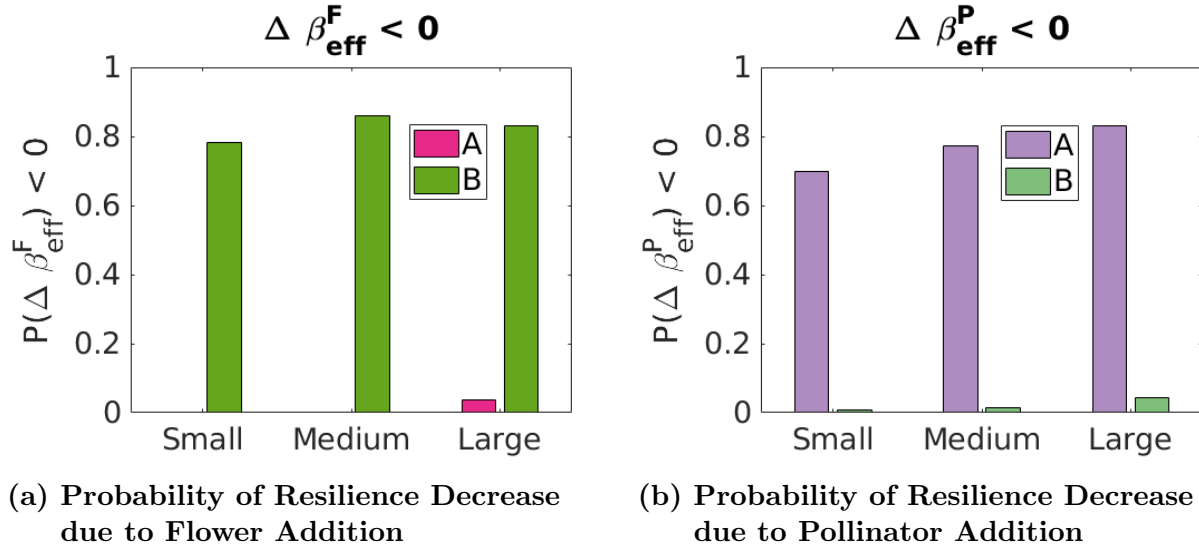 Δ β^F_eff < 0
P(Δ β^F_eff) < 0
1
0.8
0.6
0.4
0.2
0
A
B
Small Medium Large
(a) Probability of Resilience Decrease
due to Flower Addition
Δ β^P_eff < 0
P(Δ β^P_eff) < 0
1
0.8
0.6
0.4
0.2
0
A
B
Small Medium Large
(b) Probability of Resilience Decrease
due to Pollinator Addition